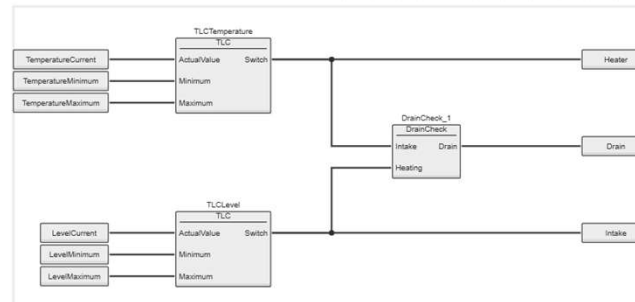 TLCTemperature
TLC
TemperatureCurrent ActualValue Switch Heater
TemperatureMinimum Minimum
TemperatureMaximum Maximum
DrainCheck_1
DrainCheck
Intake Drain Drain
Heating
TLCLevel
TLC
LevelCurrent ActualValue Switch Intake
LevelMinimum Minimum
LevelMaximum Maximum